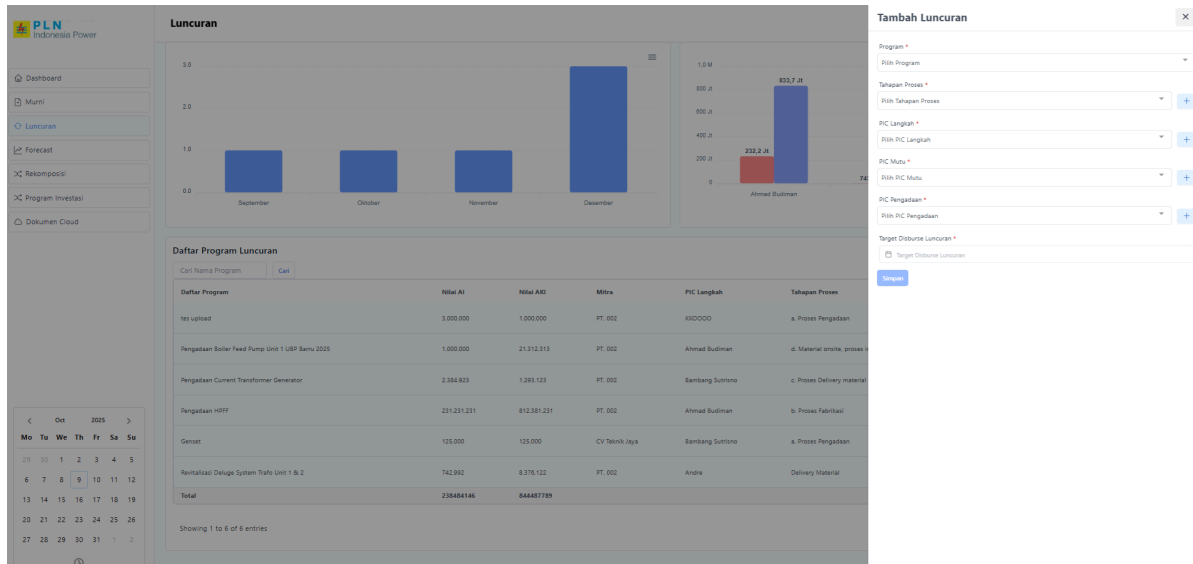 PLN
Indonesia Power
Dashboard
Murni
Luncuran
Forecast
Rekomposisi
Program Investasi
Dokumen Cloud
Oct 2025
Mo Tu We Th Fr Sa Su
29 30 1 2 3 4 5
6 7 8 9 10 11 12
13 14 15 16 17 18 19
20 21 22 23 24 25 26
27 28 29 30 31 1 2
Luncuran
3.0
2.0
1.0
0.0
September Oktober November Desember
1,0 M
800 Jt
600 Jt
400 Jt
200 Jt
0
232,2 Jt
833,7 Jt
Ahmad Budiman
Daftar Program Luncuran
Cari Nama Program Cari
Daftar Program Nilai AI Nilai AKI Mitra PIC Langkah Tahapan Proses
tes upload 3.000.000 1.000.000 PT. 002 a. Proses Pengadaan
Pengadaan Boiler Feed Pump Unit 1 UBP Barru 2025 1.000.000 21.312.313 PT. 002 Ahmad Budiman d. Material onsite, proses
Pengadaan Current Transformer Generator 2.384.923 1.293.123 PT. 002 Bambang Sutrisno c. Proses Delivery material
Pengadaan HPFF 231.231.231 812.381.231 PT. 002 Ahmad Budiman b. Proses Fabrikasi
Genset 125.000 125.000 CV Teknik Jaya Bambang Sutrisno a. Proses Pengadaan
Revitalisasi Deluge System Trafo Unit 1 & 2 742.992 8.376.122 PT. 002 Andre Delivery Material
Total 238484146 844487789
Showing 1 to 6 of 6 entries
Tambah Luncuran
Program *
Pilih Program
Tahapan Proses *
Pilih Tahapan Proses
PIC Langkah *
Pilih PIC Langkah
PIC Mutu *
Pilih PIC Mutu
PIC Pengadaan *
Pilih PIC Pengadaan
Target Disburse Luncuran *
Target Disburse Luncuran
Simpan